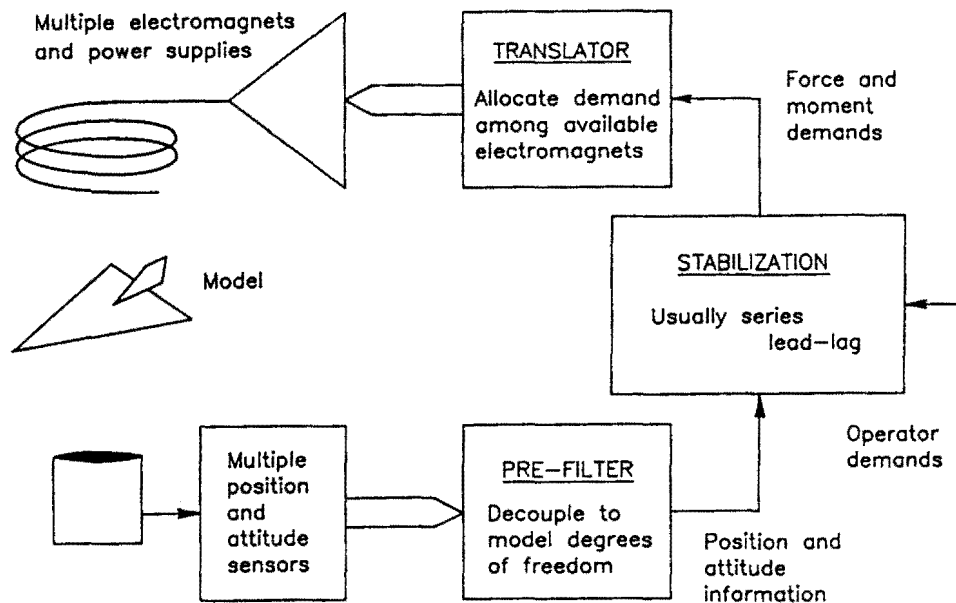 Multiple electromagnets
and power supplies
TRANSLATOR
Allocate demand
among available
electromagnets
Force and
moment
demands
Model
STABILIZATION
Usually series
lead-lag
Operator
demands
Multiple
position
and
attitude
sensors
PRE-FILTER
Decouple to
model degrees
of freedom
Position and
attitude
information